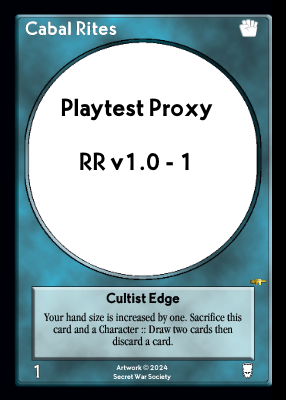 Cabal Rites
Playtest Proxy
RR v1.0 - 1
Cultist Edge
Your hand size is increased by one. Sacrifice this
card and a Character :: Draw two cards then
discard a card.
1
Artwork © 2024
Secret War Society